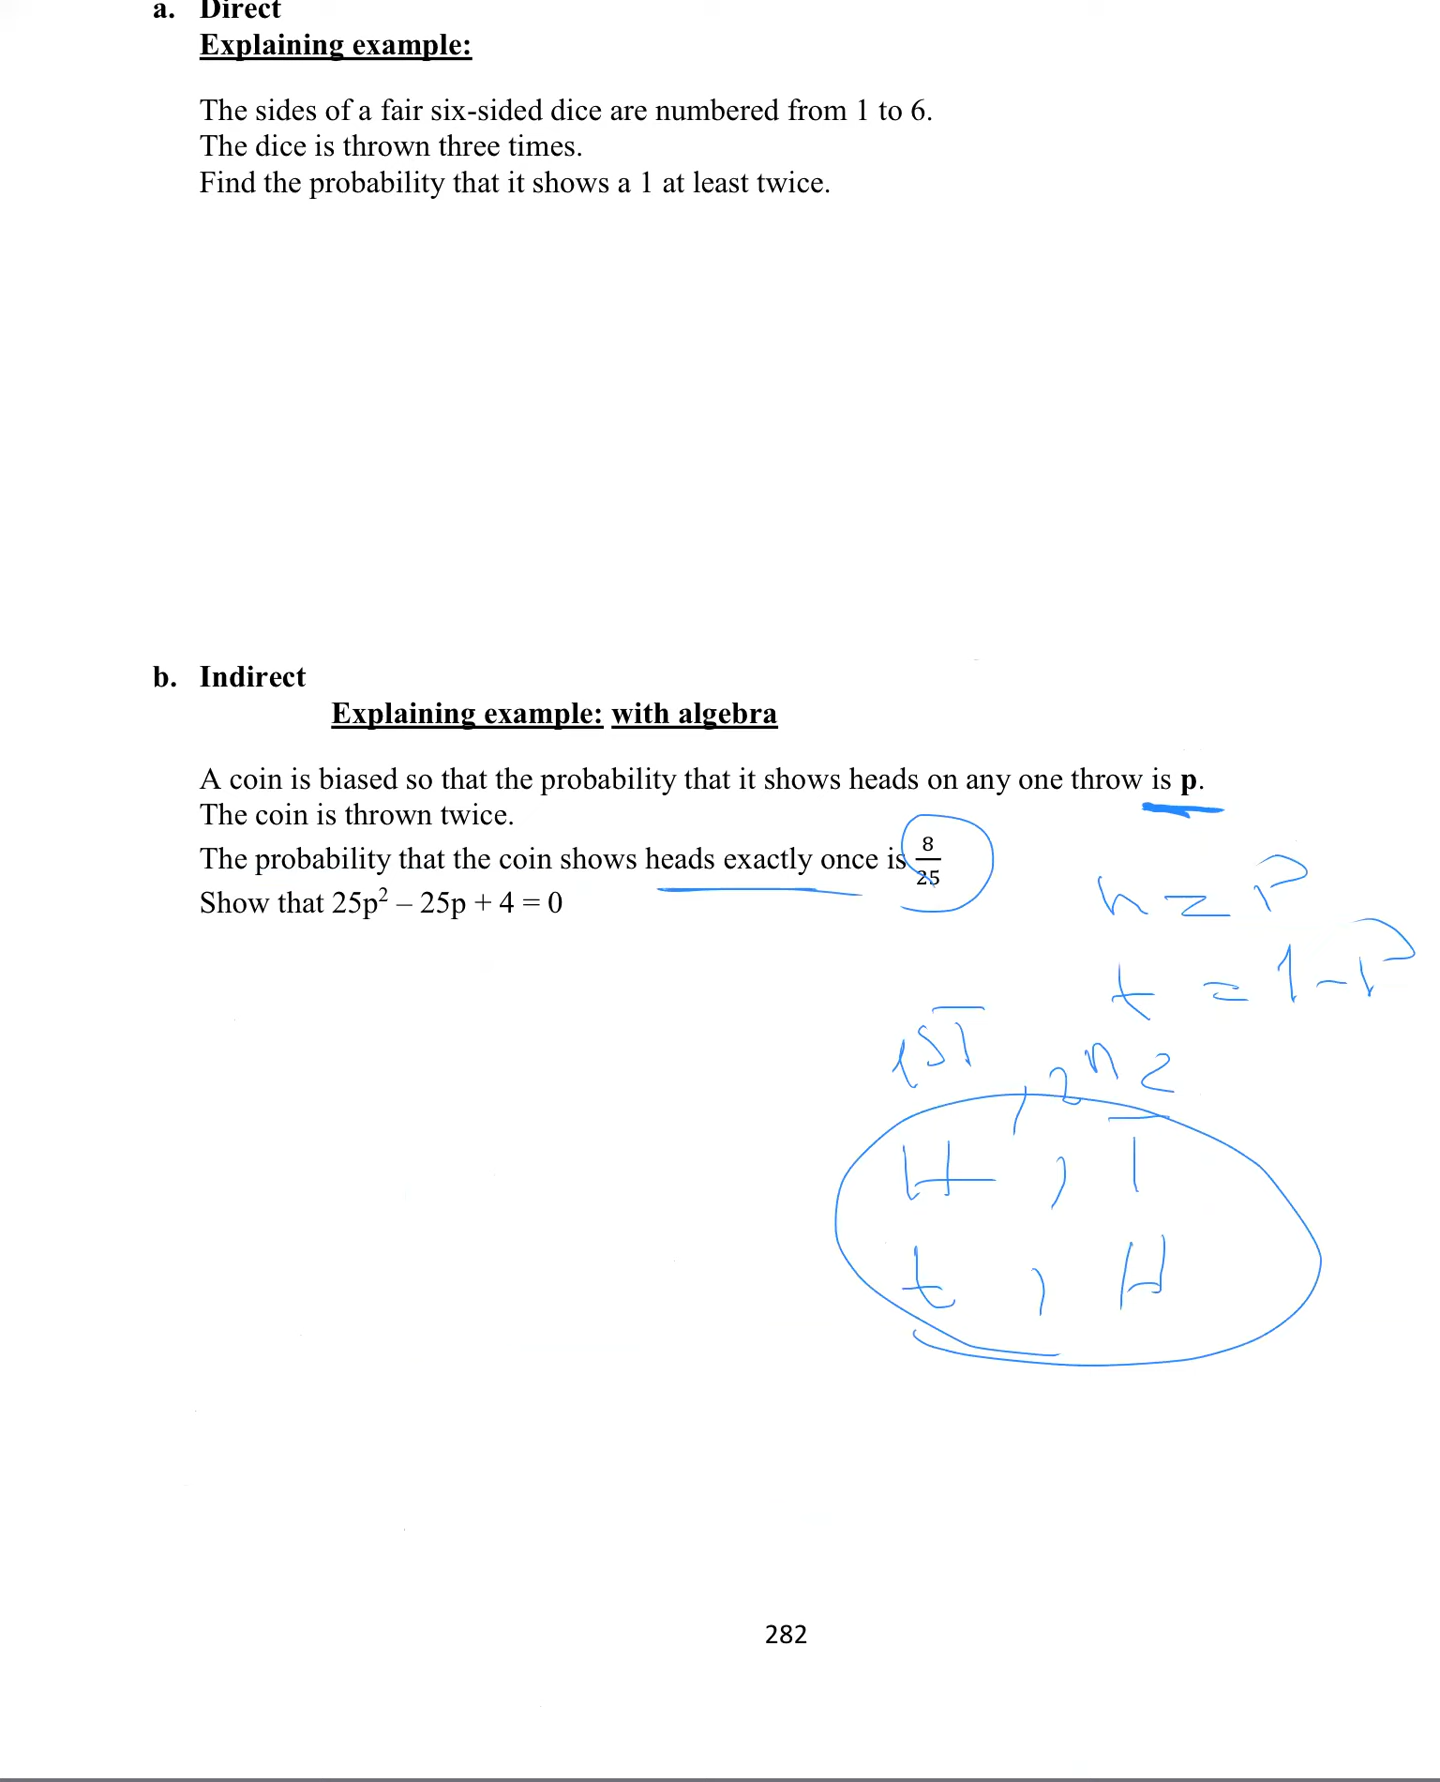 a. Direct
Explaining example:
The sides of a fair six-sided dice are numbered from 1 to 6.
The dice is thrown three times.
Find the probability that it shows a 1 at least twice.
b. Indirect
Explaining example: with algebra
A coin is biased so that the probability that it shows heads on any one throw is p.
The coin is thrown twice.
The probability that the coin shows heads exactly once is 8/25
Show that 25p² – 25p + 4 = 0
h = P
t = 1-P
1ST , 2n2
H , T
t , H
282